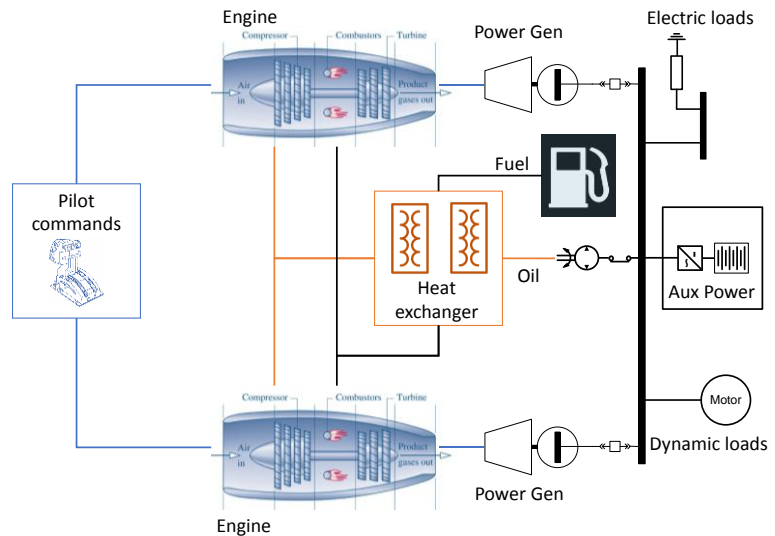 Engine
Compressor
Combustors
Turbine
Air
in
Product
gases out
Power Gen
Electric loads
Fuel
Pilot
commands
Heat
exchanger
Oil
Aux Power
Compressor
Combustors
Turbine
Air
in
Product
gases out
Motor
Dynamic loads
Power Gen
Engine